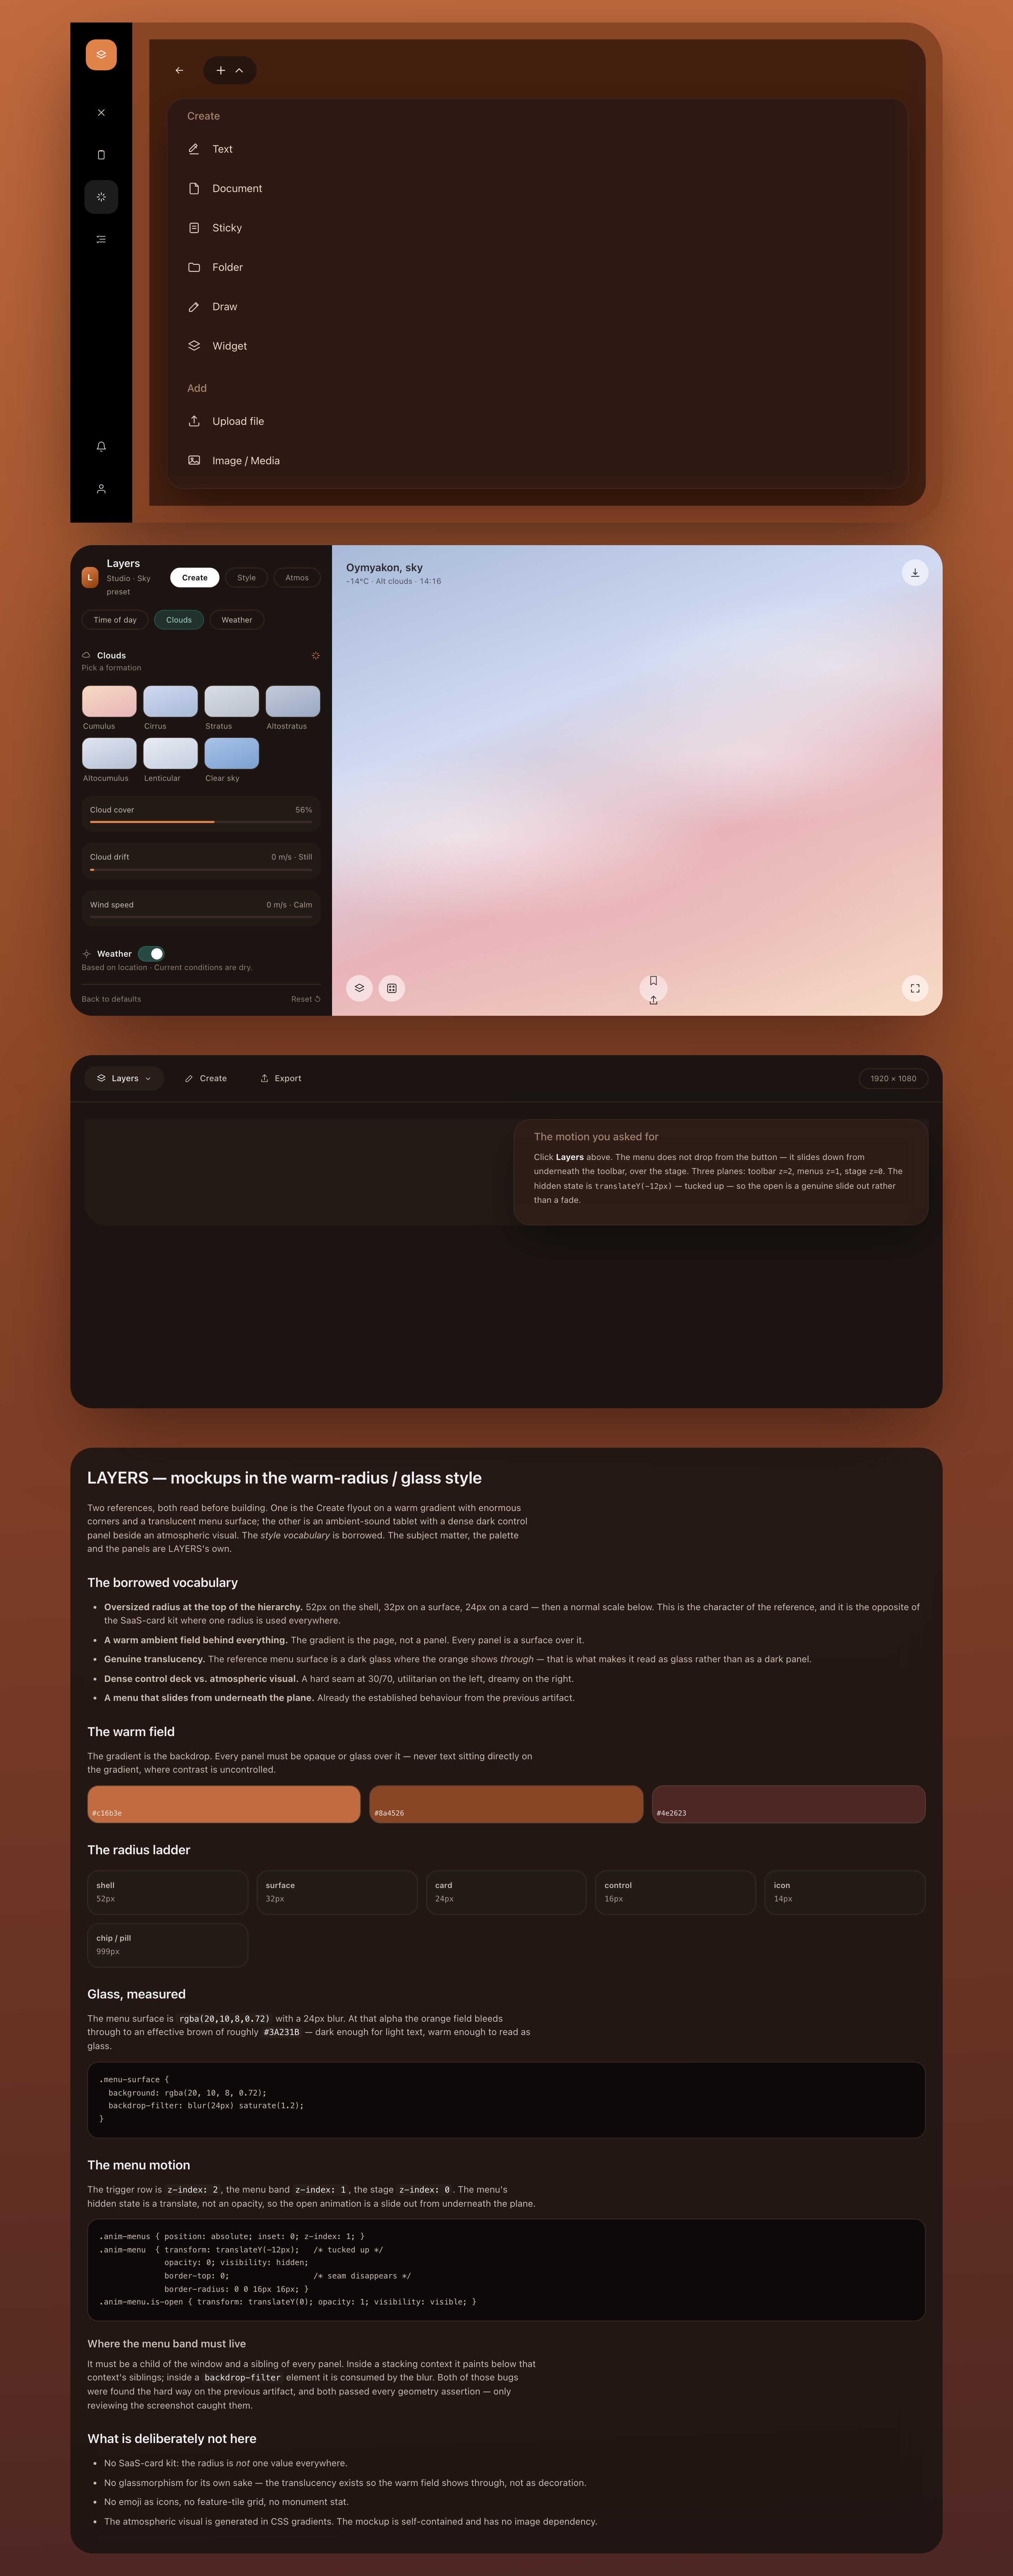 Create
Text
Document
Sticky
Folder
Draw
Widget
Add
Upload file
Image / Media
L
Layers
Studio · Sky
preset
Create
Style
Atmos
Time of day
Clouds
Weather
Clouds
Pick a formation
Cumulus
Cirrus
Stratus
Altostratus
Altocumulus
Lenticular
Clear sky
Cloud cover
56%
Cloud drift
0 m/s · Still
Wind speed
0 m/s · Calm
Weather
Based on location · Current conditions are dry.
Back to defaults
Reset
Oymyakon, sky
-14°C · Alt clouds · 14:16
Layers
Create
Export
1920 × 1080
The motion you asked for
Click Layers above. The menu does not drop from the button — it slides down from
underneath the toolbar, over the stage. Three planes: toolbar z=2, menus z=1, stage z=0. The
hidden state is translateY(-12px) — tucked up — so the open is a genuine slide out rather
than a fade.
LAYERS — mockups in the warm-radius / glass style
Two references, both read before building. One is the Create flyout on a warm gradient with enormous
corners and a translucent menu surface; the other is an ambient-sound tablet with a dense dark control
panel beside an atmospheric visual. The style vocabulary is borrowed. The subject matter, the palette
and the panels are LAYERS's own.
The borrowed vocabulary
• Oversized radius at the top of the hierarchy. 52px on the shell, 32px on a surface, 24px on a card — then a normal scale below. This is the character of the reference, and it is the opposite of
the SaaS-card kit where one radius is used everywhere.
• A warm ambient field behind everything. The gradient is the page, not a panel. Every panel is a surface over it.
• Genuine translucency. The reference menu surface is a dark glass where the orange shows through — that is what makes it read as glass rather than as a dark panel.
• Dense control deck vs. atmospheric visual. A hard seam at 30/70, utilitarian on the left, dreamy on the right.
• A menu that slides from underneath the plane. Already the established behaviour from the previous artifact.
The warm field
The gradient is the backdrop. Every panel must be opaque or glass over it — never text sitting directly on
the gradient, where contrast is uncontrolled.
#c16b3e
#8a4526
#4e2623
The radius ladder
shell
52px
surface
32px
card
24px
control
16px
icon
14px
chip / pill
999px
Glass, measured
The menu surface is rgba(20,10,8,0.72) with a 24px blur. At that alpha the orange field bleeds
through to an effective brown of roughly #3A231B — dark enough for light text, warm enough to read as
glass.
.menu-surface {
background: rgba(20, 10, 8, 0.72);
backdrop-filter: blur(24px) saturate(1.2);
}
The menu motion
The trigger row is z-index: 2, the menu band z-index: 1, the stage z-index: 0. The menu's
hidden state is a translate, not an opacity, so the open animation is a slide out from underneath the plane.
.anim-menus { position: absolute; inset: 0; z-index: 1; }
.anim-menu { transform: translateY(-12px); /* tucked up */
opacity: 0; visibility: hidden;
border-top: 0; /* seam disappears */
border-radius: 0 0 16px 16px; }
.anim-menu.is-open { transform: translateY(0); opacity: 1; visibility: visible; }
Where the menu band must live
It must be a child of the window and a sibling of every panel. Inside a stacking context it paints below that
context's siblings; inside a backdrop-filter element it is consumed by the blur. Both of those bugs
were found the hard way on the previous artifact, and both passed every geometry assertion — only
reviewing the screenshot caught them.
What is deliberately not here
• No SaaS-card kit: the radius is not one value everywhere.
• No glassmorphism for its own sake — the translucency exists so the warm field shows through, not as decoration.
• No emoji as icons, no feature-tile grid, no monument stat.
• The atmospheric visual is generated in CSS gradients. The mockup is self-contained and has no image dependency.